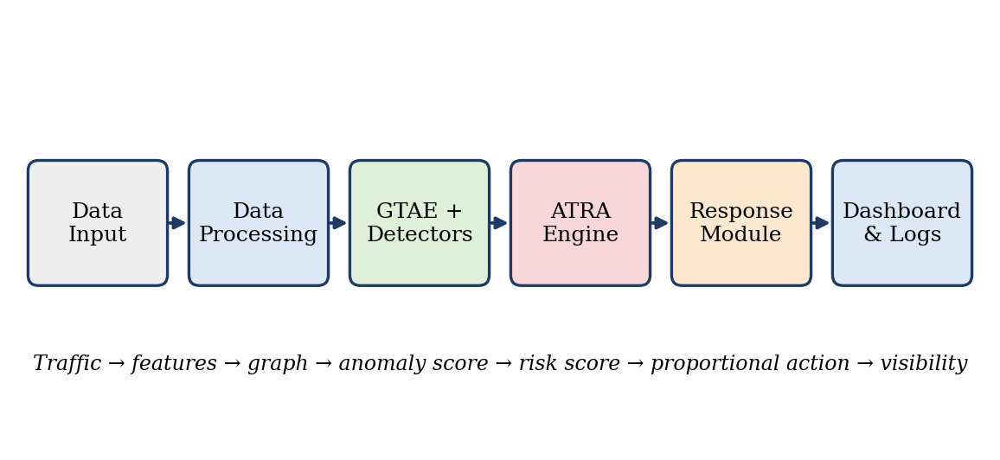 Data
Input
Data
Processing
GTAE +
Detectors
ATRA
Engine
Response
Module
Dashboard
& Logs
Traffic → features → graph → anomaly score → risk score → proportional action → visibility